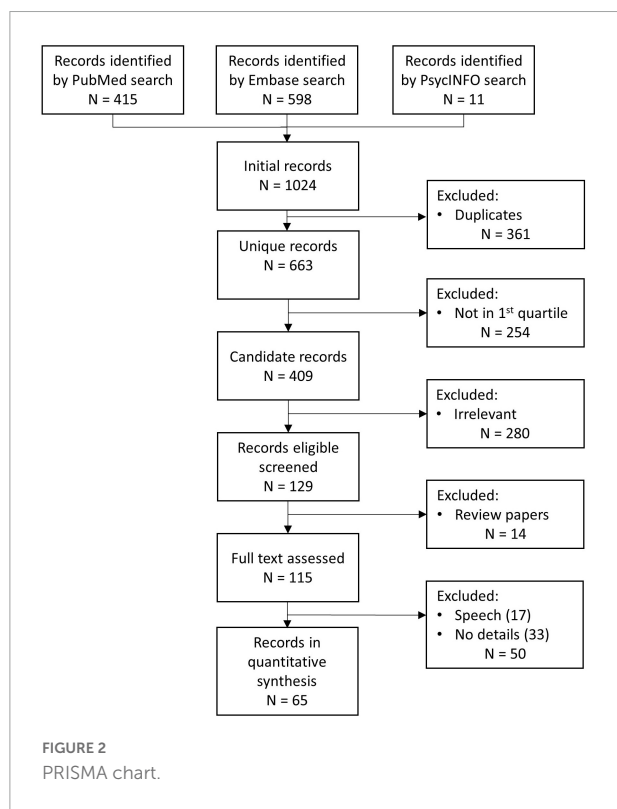 Records identified
by PubMed search
N = 415
Records identified
by Embase search
N = 598
Records identified
by PsycINFO search
N = 11
Initial records
N = 1024
Excluded:
• Duplicates
N = 361
Unique records
N = 663
Excluded:
• Not in 1st quartile
N = 254
Candidate records
N = 409
Excluded:
• Irrelevant
N = 280
Records eligible
screened
N = 129
Excluded:
• Review papers
N = 14
Full text assessed
N = 115
Excluded:
• Speech (17)
• No details (33)
N = 50
Records in
quantitative
synthesis
N = 65
FIGURE 2
PRISMA chart.